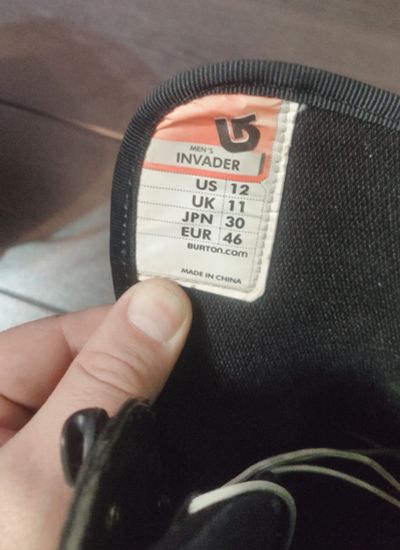 MEN'S
INVADER
US 12
UK 11
JPN 30
EUR 46
BURTON.COM
MADE IN CHINA